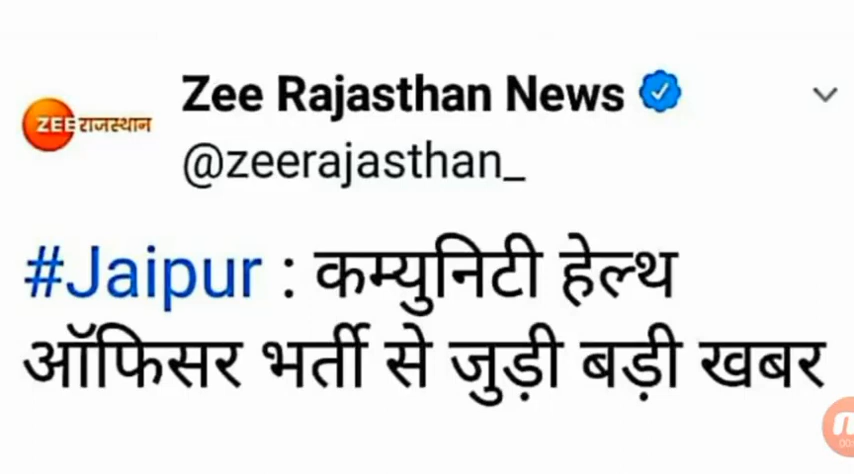 Zee Rajasthan News
ZEE राजस्थान
@zeerajasthan_
#Jaipur : कम्युनिटी हेल्थ
ऑफिसर भर्ती से जुड़ी बड़ी खबर